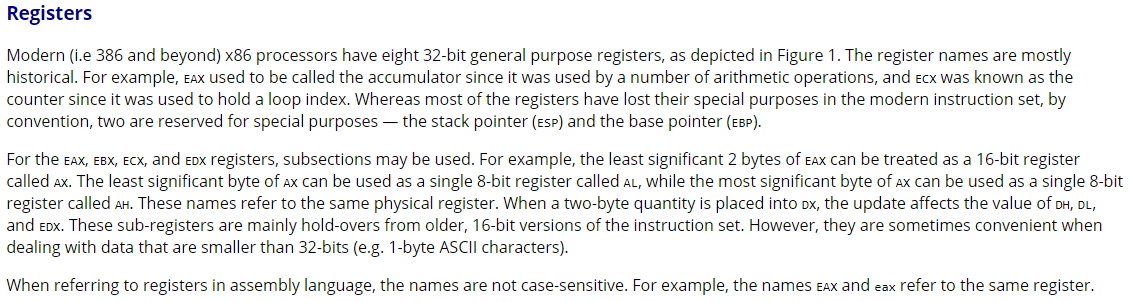 Registers
Modern (i.e 386 and beyond) x86 processors have eight 32-bit general purpose registers, as depicted in Figure 1. The register names are mostly
historical. For example, EAX used to be called the accumulator since it was used by a number of arithmetic operations, and ECX was known as the
counter since it was used to hold a loop index. Whereas most of the registers have lost their special purposes in the modern instruction set, by
convention, two are reserved for special purposes — the stack pointer (ESP) and the base pointer (EBP).
For the EAX, EBX, ECX, and EDX registers, subsections may be used. For example, the least significant 2 bytes of EAX can be treated as a 16-bit register
called AX. The least significant byte of AX can be used as a single 8-bit register called AL, while the most significant byte of AX can be used as a single 8-bit
register called AH. These names refer to the same physical register. When a two-byte quantity is placed into DX, the update affects the value of DH, DL,
and EDX. These sub-registers are mainly hold-overs from older, 16-bit versions of the instruction set. However, they are sometimes convenient when
dealing with data that are smaller than 32-bits (e.g. 1-byte ASCII characters).
When referring to registers in assembly language, the names are not case-sensitive. For example, the names EAX and eax refer to the same register.